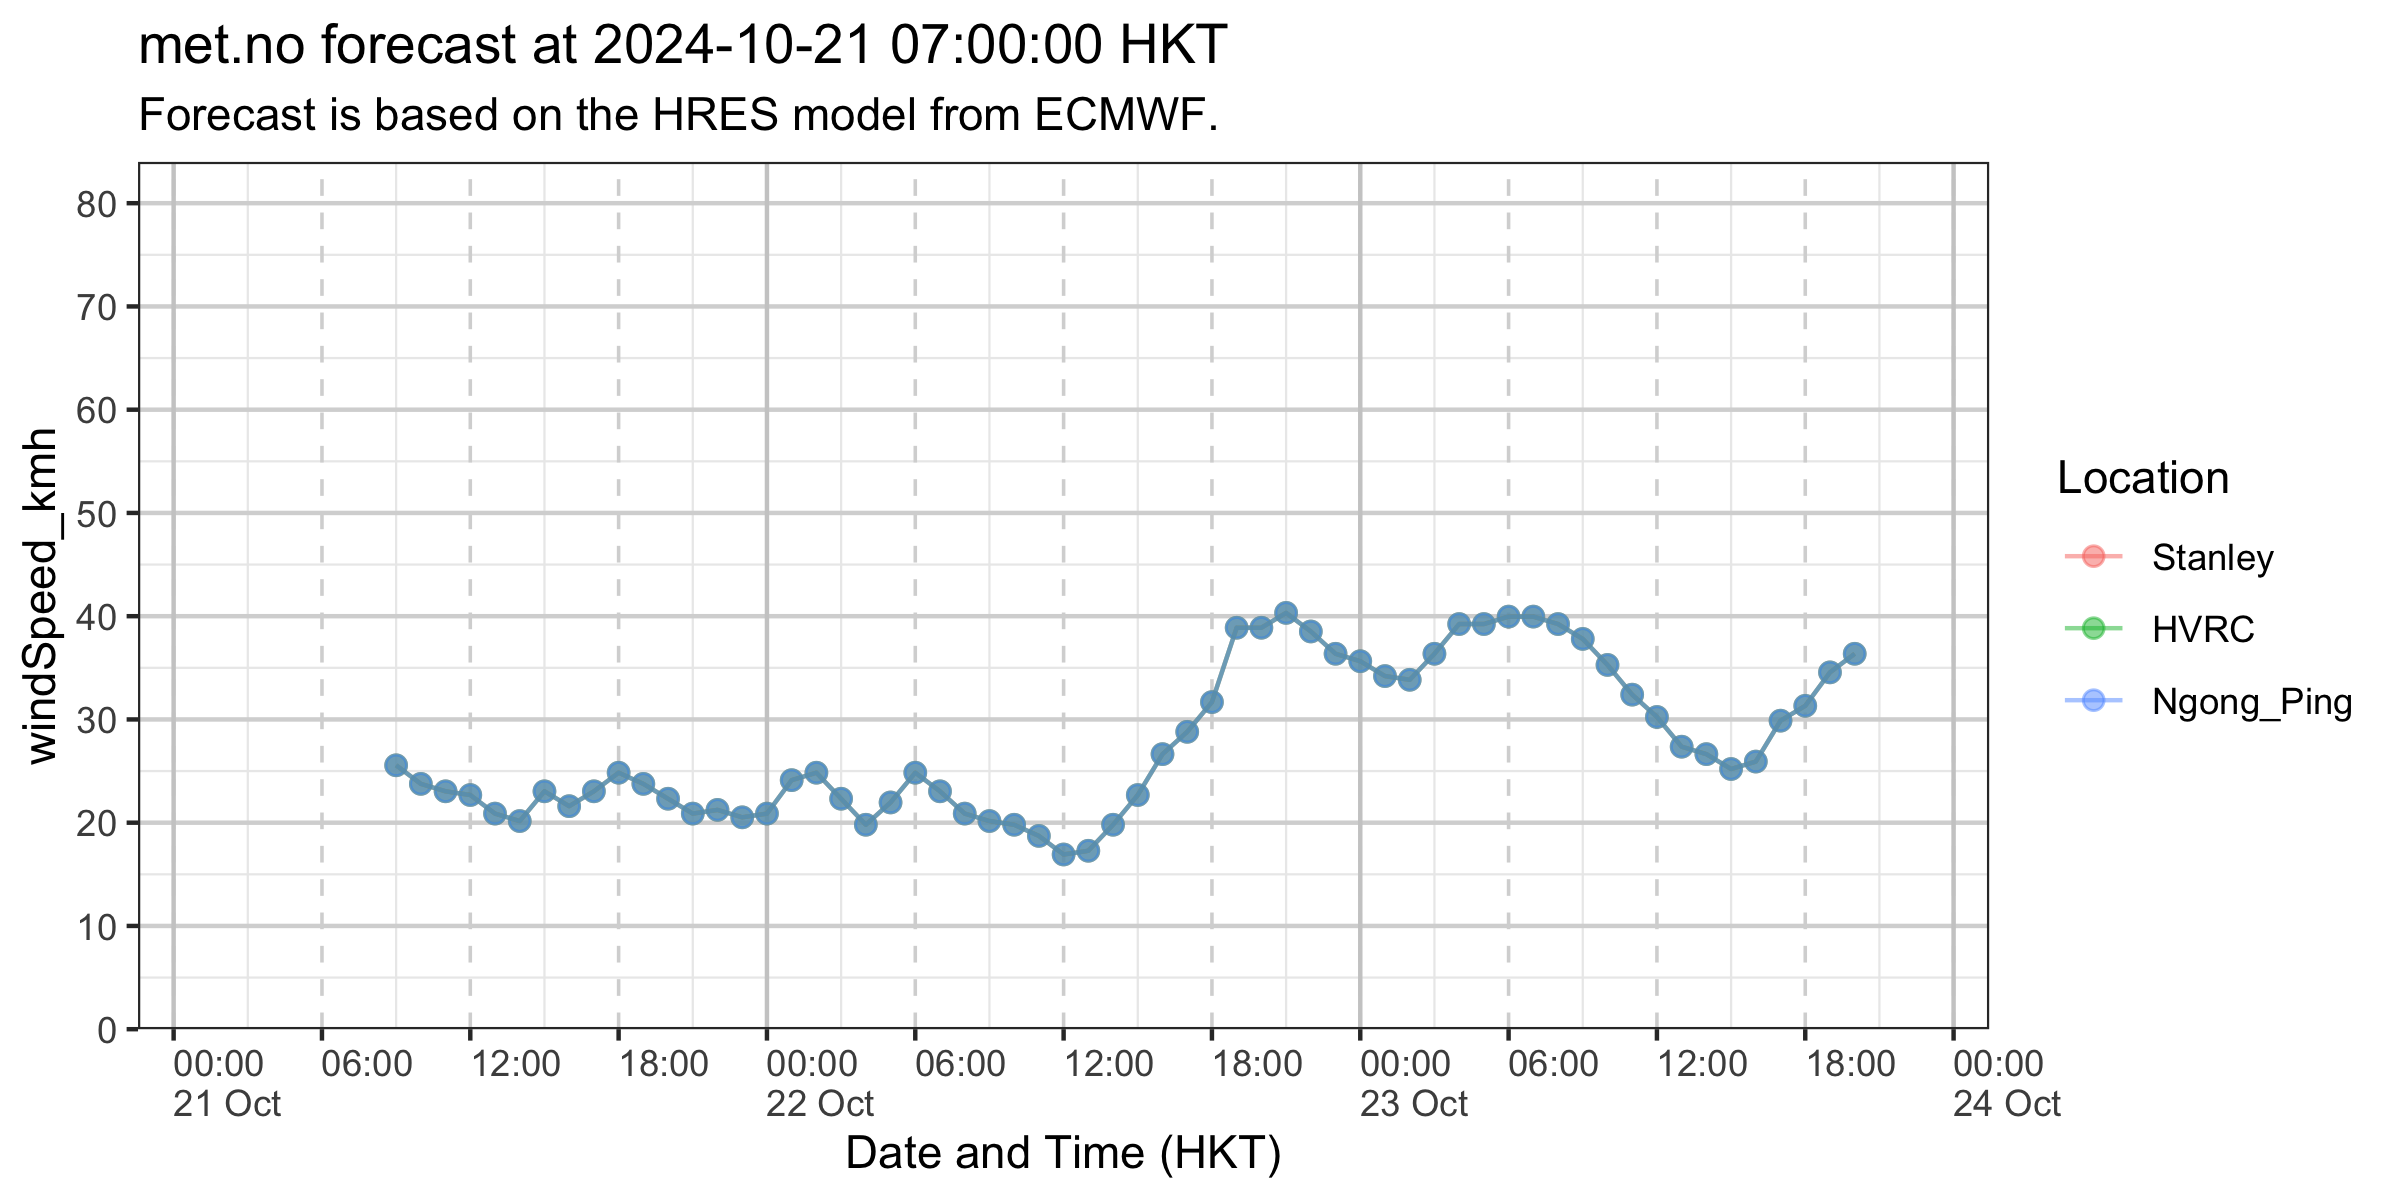 met.no forecast at 2024-10-21 07:00:00 HKT
Forecast is based on the HRES model from ECMWF.
windSpeed_kmh
80
70
60
50
40
30
20
10
0
00:00 06:00 12:00 18:00 00:00 06:00 12:00 18:00 00:00 06:00 12:00 18:00 00:00
21 Oct 22 Oct 23 Oct 24 Oct
Date and Time (HKT)
Location
Stanley
HVRC
Ngong_Ping